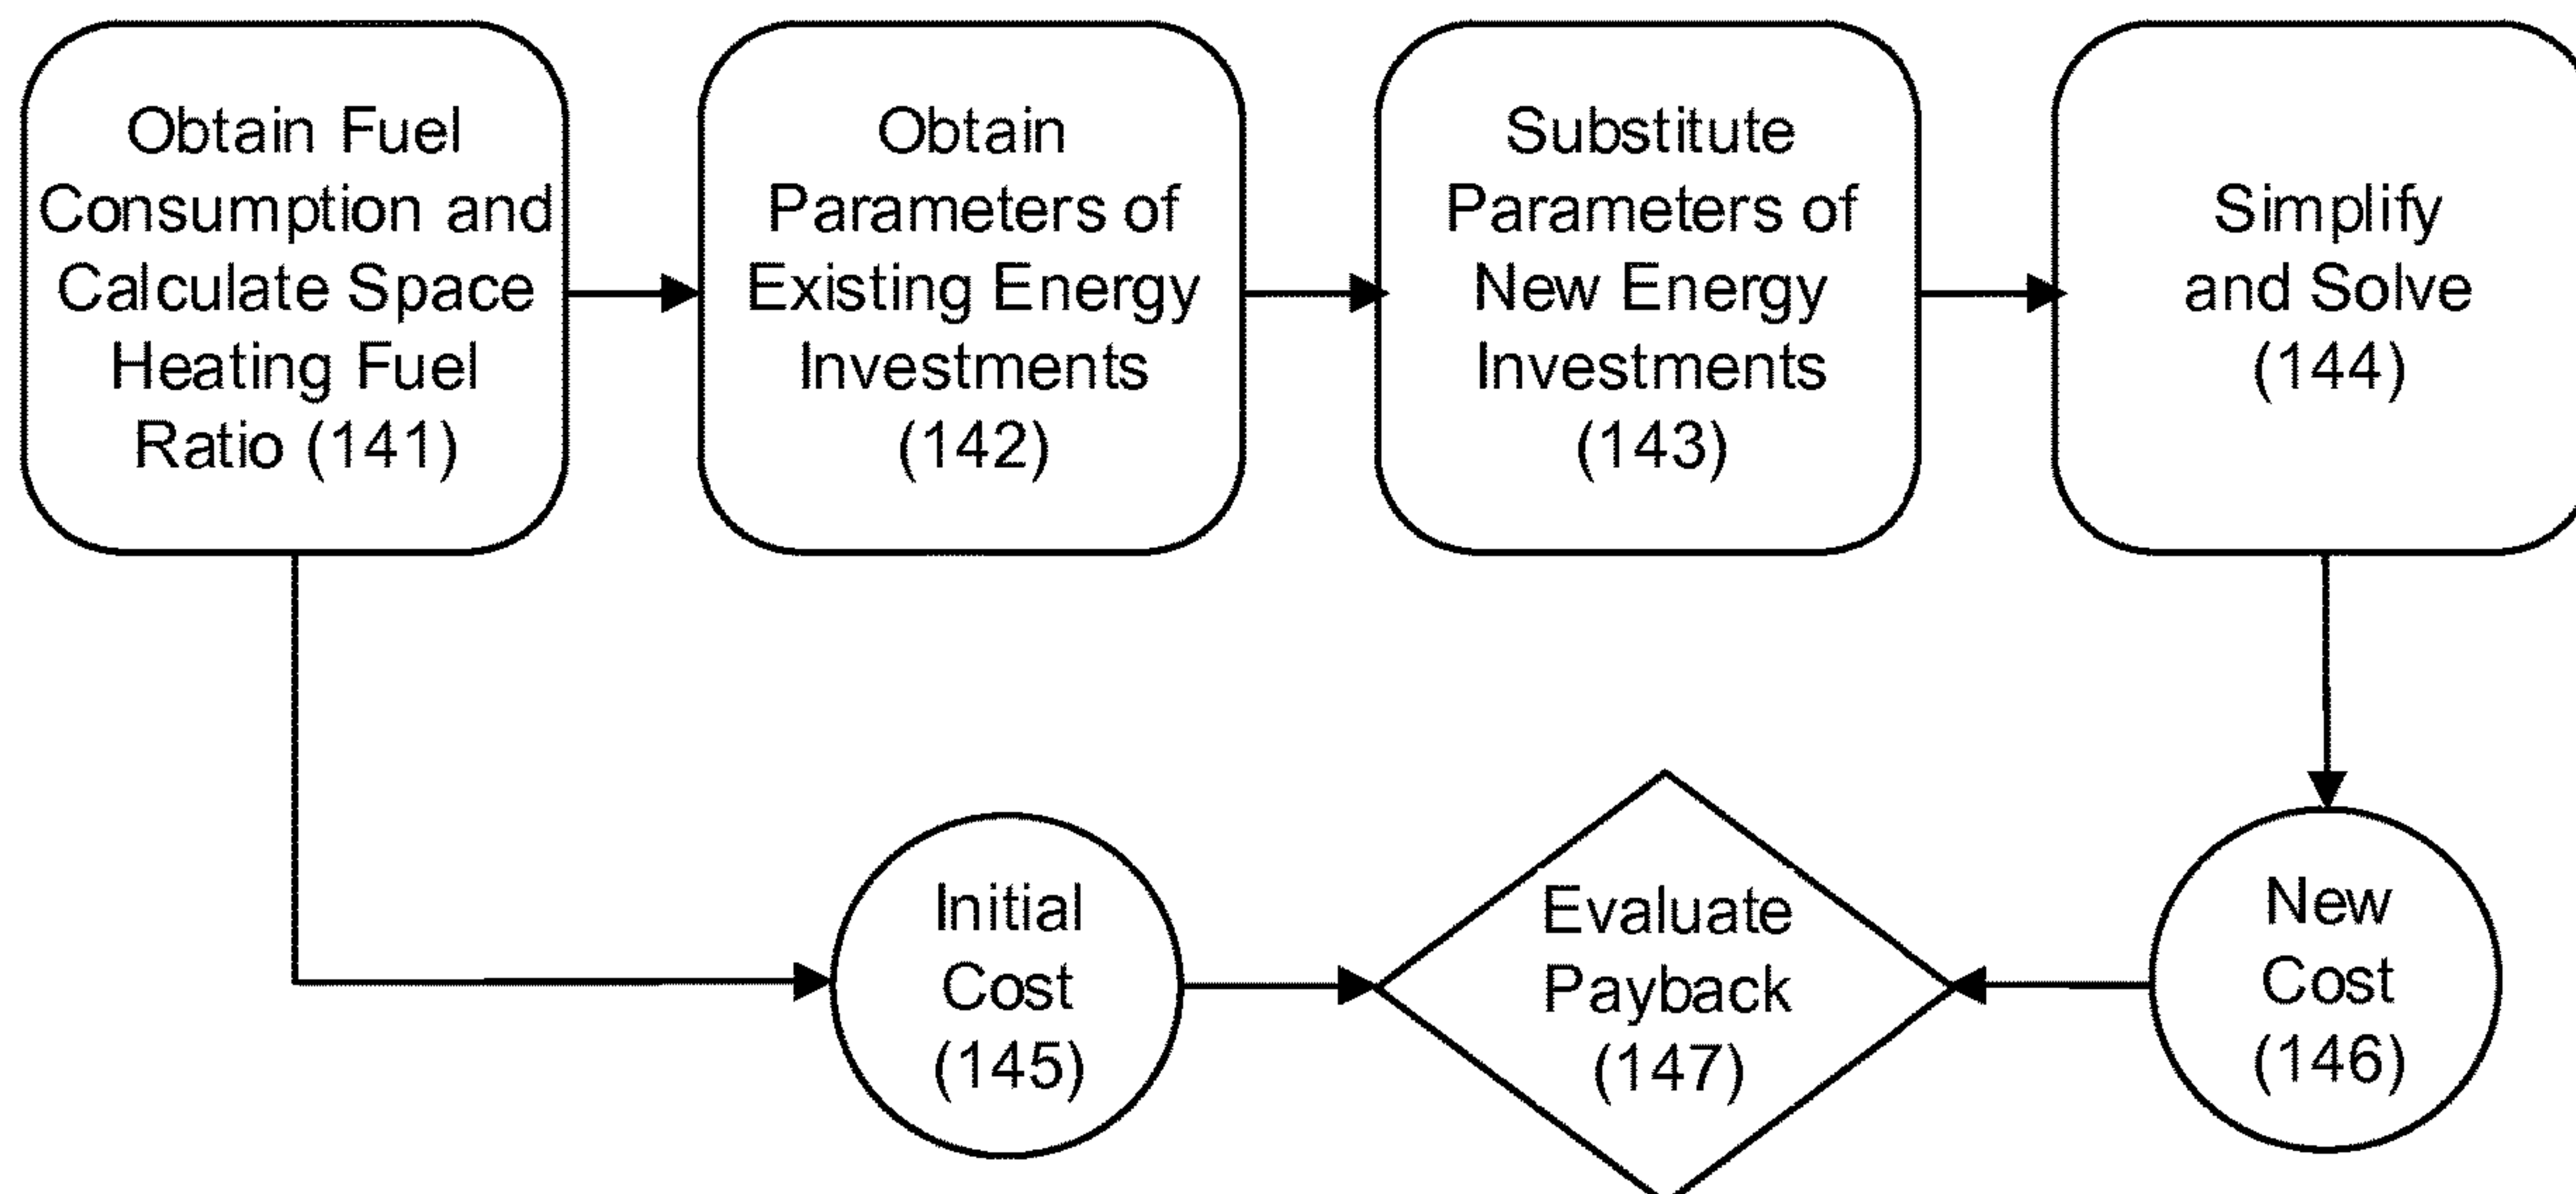 Obtain Fuel
Consumption and
Calculate Space
Heating Fuel
Ratio (141)
Obtain
Parameters of
Existing Energy
Investments
(142)
Substitute
Parameters of
New Energy
Investments
(143)
Simplify
and Solve
(144)
Initial
Cost
(145)
Evaluate
Payback
(147)
New
Cost
(146)